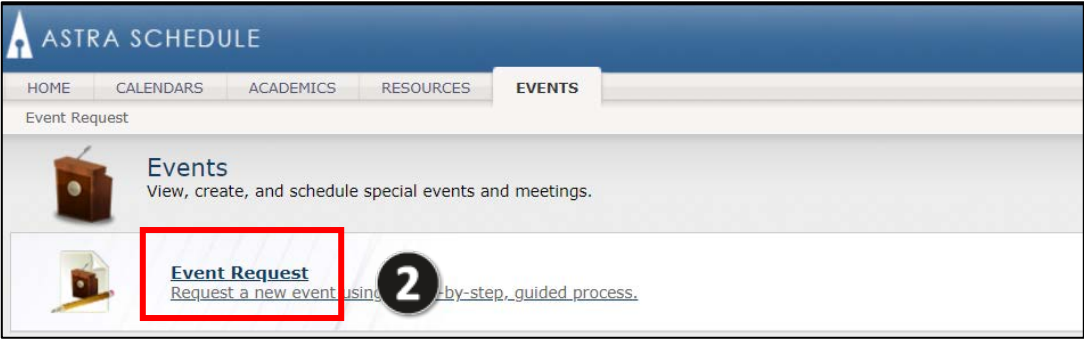 ASTRA SCHEDULE
HOME CALENDARS ACADEMICS RESOURCES EVENTS
Event Request
Events
View, create, and schedule special events and meetings.
Event Request
2
Request a new event using -by-step, guided process.